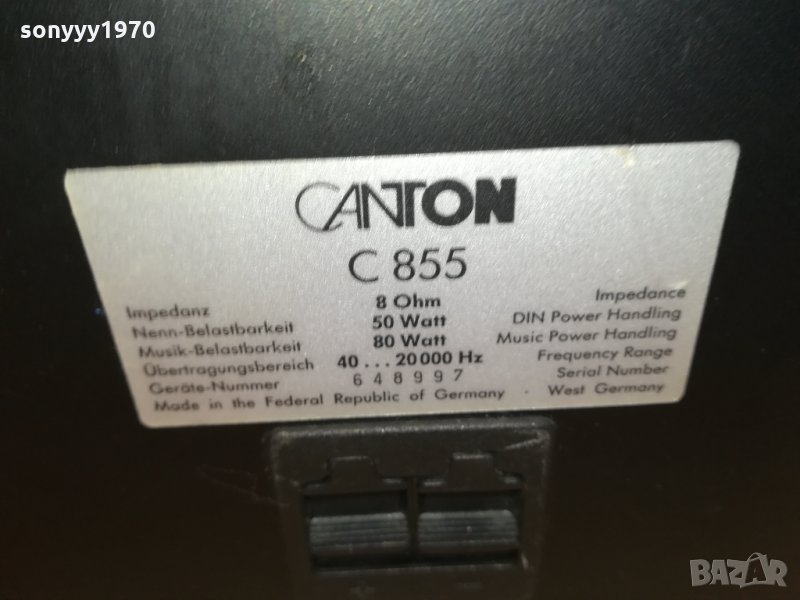 sonyyy1970
CANTON
C 855
Impedanz 8 Ohm Impedance
Nenn-Belastbarkeit 50 Watt DIN Power Handling
Musik-Belastbarkeit 80 Watt Music Power Handling
Übertragungsbereich 40...20000 Hz Frequency Range
Geräte-Nummer 648997 Serial Number
Made in the Federal Republic of Germany · West Germany
BAZAR